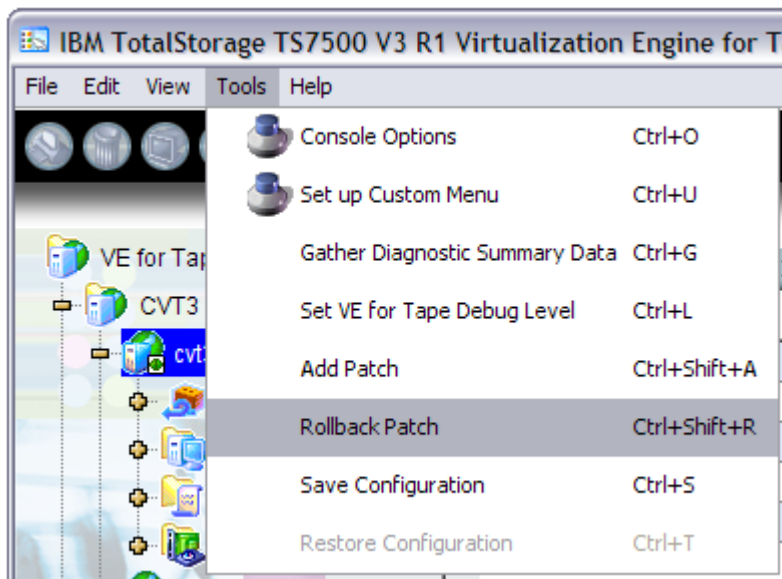 IBM TotalStorage TS7500 V3 R1 Virtualization Engine for T
File Edit View Tools Help
Console Options Ctrl+O
Set up Custom Menu Ctrl+U
VE for Tap
Gather Diagnostic Summary Data Ctrl+G
CVT3
Set VE for Tape Debug Level Ctrl+L
cvt3
Add Patch Ctrl+Shift+A
Rollback Patch Ctrl+Shift+R
Save Configuration Ctrl+S
Restore Configuration Ctrl+T